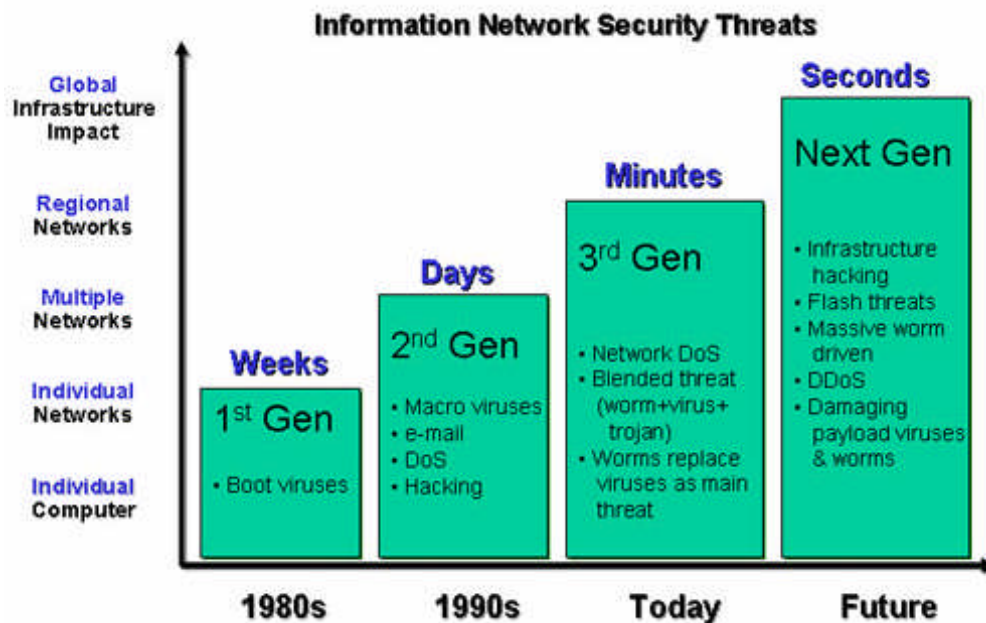 Information Network Security Threats
Global
Infrastructure
Impact
Regional
Networks
Multiple
Networks
Individual
Networks
Individual
Computer
Weeks
1st Gen
• Boot viruses
1980s
Days
2nd Gen
• Macro viruses
• e-mail
• DoS
• Hacking
1990s
Minutes
3rd Gen
• Network DoS
• Blended threat
(worm+virus+
trojan)
• Worms replace
viruses as main
threat
Today
Seconds
Next Gen
• Infrastructure
hacking
• Flash threats
• Massive worm
driven
• DDoS
• Damaging
payload viruses
& worms
Future